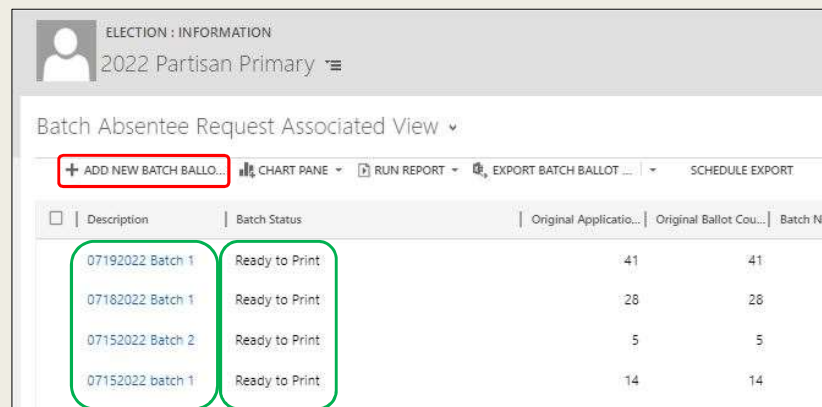 ELECTION : INFORMATION
2022 Partisan Primary
Batch Absentee Request Associated View
ADD NEW BATCH BALLO... CHART PANE RUN REPORT EXPORT BATCH BALLOT ... SCHEDULE EXPORT
Description Batch Status Original Applicatio... Original Ballot Cou... Batch N
07192022 Batch 1 Ready to Print 41 41
07182022 Batch 1 Ready to Print 28 28
07152022 Batch 2 Ready to Print 5 5
07152022 batch 1 Ready to Print 14 14